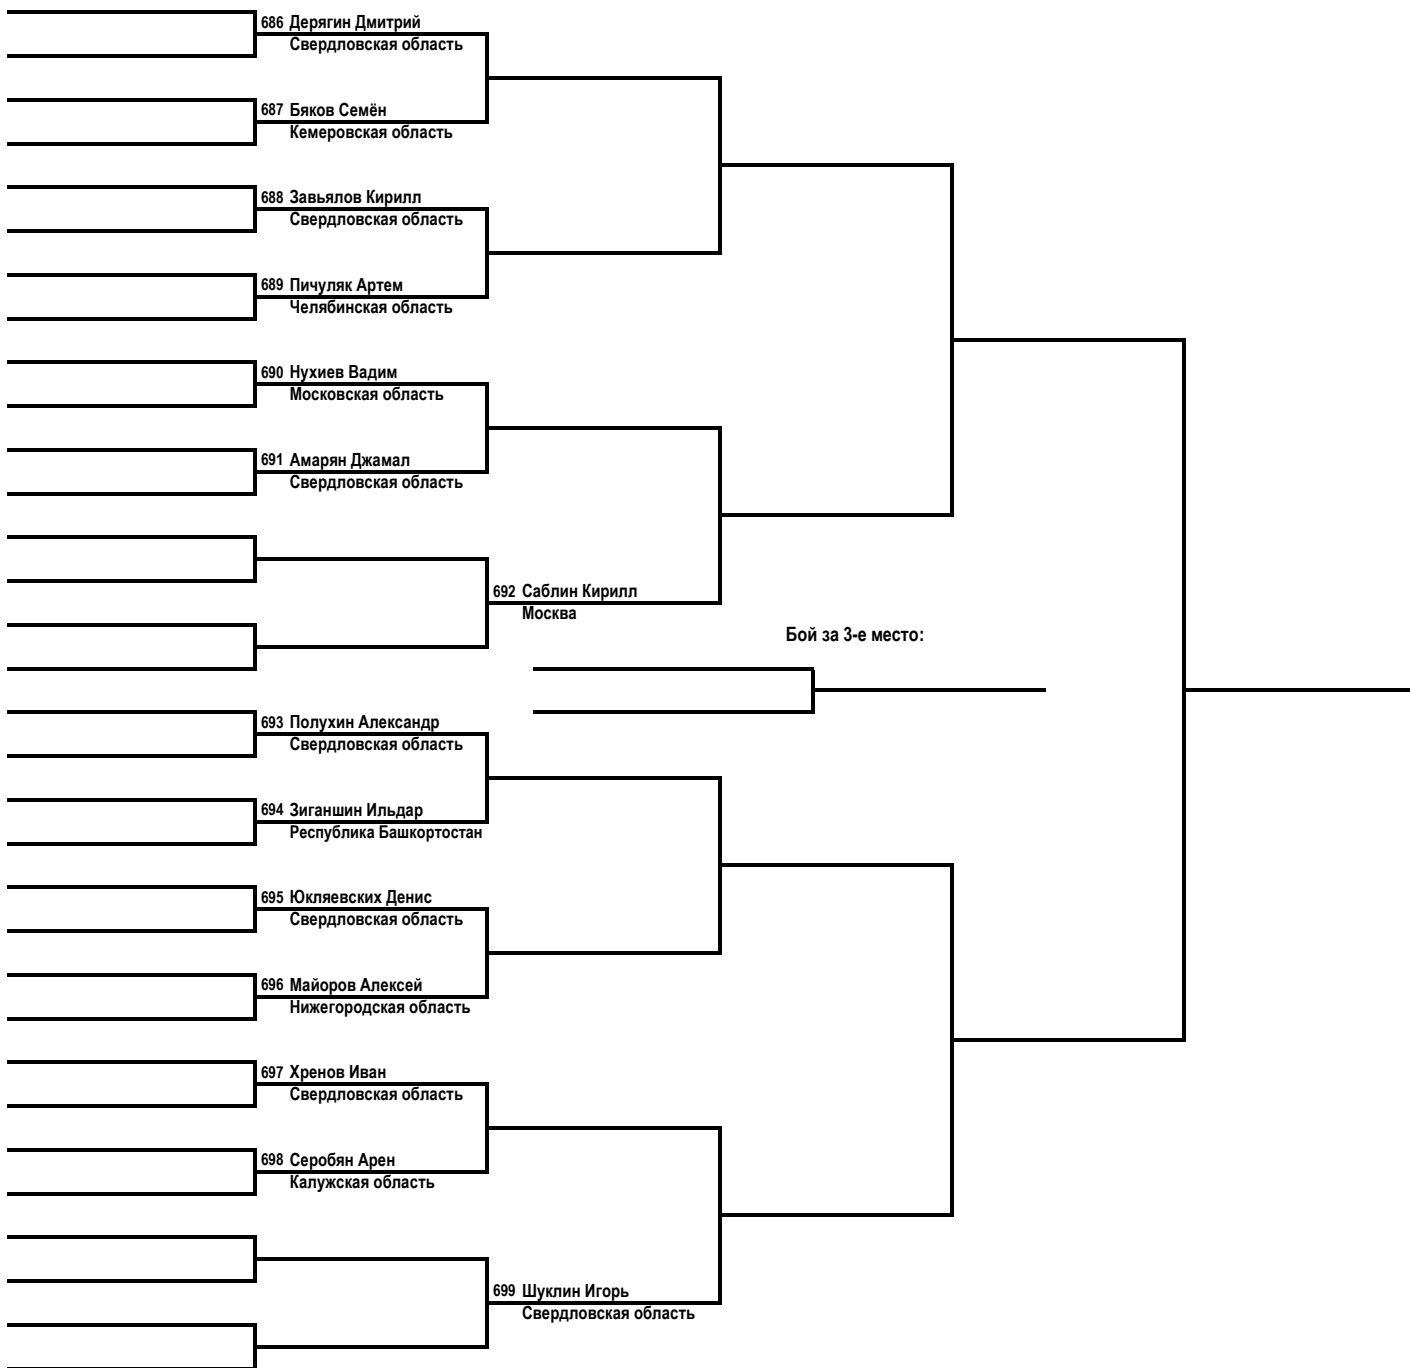 686 Дерягин Дмитрий
Свердловская область
687 Бяков Семён
Кемеровская область
688 Завьялов Кирилл
Свердловская область
689 Пичуляк Артем
Челябинская область
690 Нухиев Вадим
Московская область
691 Амарян Джамал
Свердловская область
692 Саблин Кирилл
Москва
Бой за 3-е место:
693 Полухин Александр
Свердловская область
694 Зиганшин Ильдар
Республика Башкортостан
695 Юкляевских Денис
Свердловская область
696 Майоров Алексей
Нижегородская область
697 Хренов Иван
Свердловская область
698 Серобян Арен
Калужская область
699 Шуклин Игорь
Свердловская область